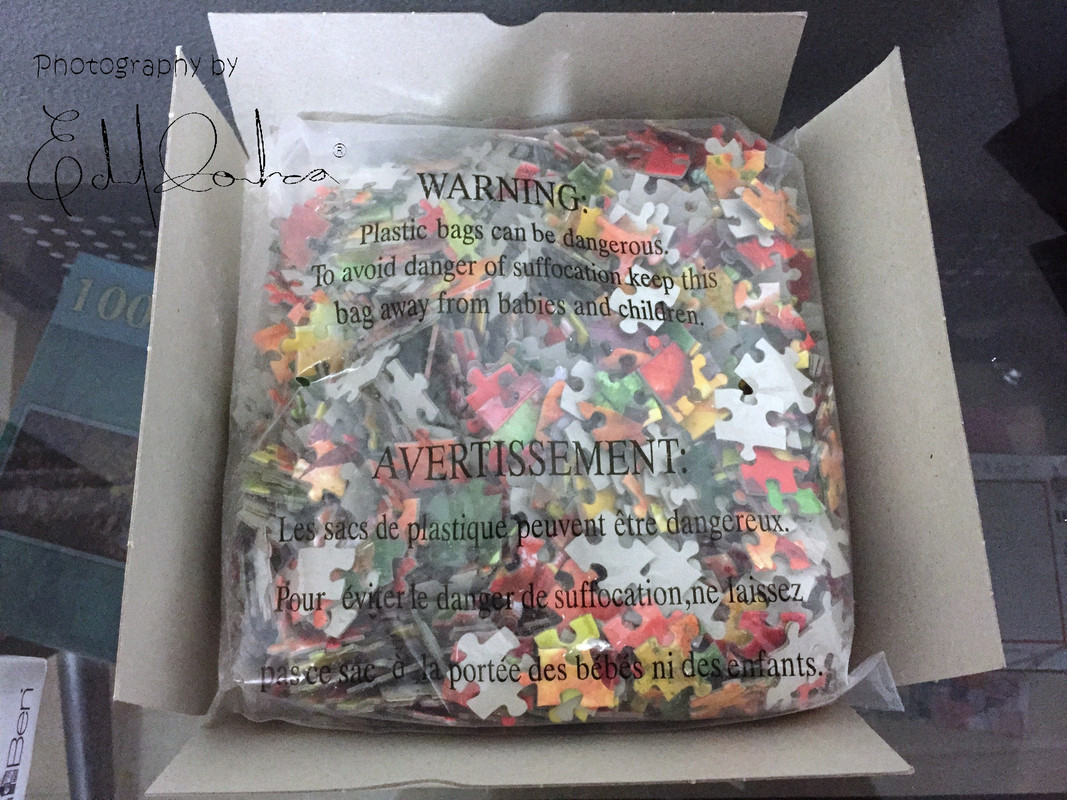 Photography by
®
100
WARNING:
Plastic bags can be dangerous.
To avoid danger of suffocation keep this
bag away from babies and children.
AVERTISSEMENT:
Les sacs de plastique peuvent être dangereux.
Pour éviter le danger de suffocation,ne laissez
pas ce sac à la portée des bébés ni des enfants.
Ben